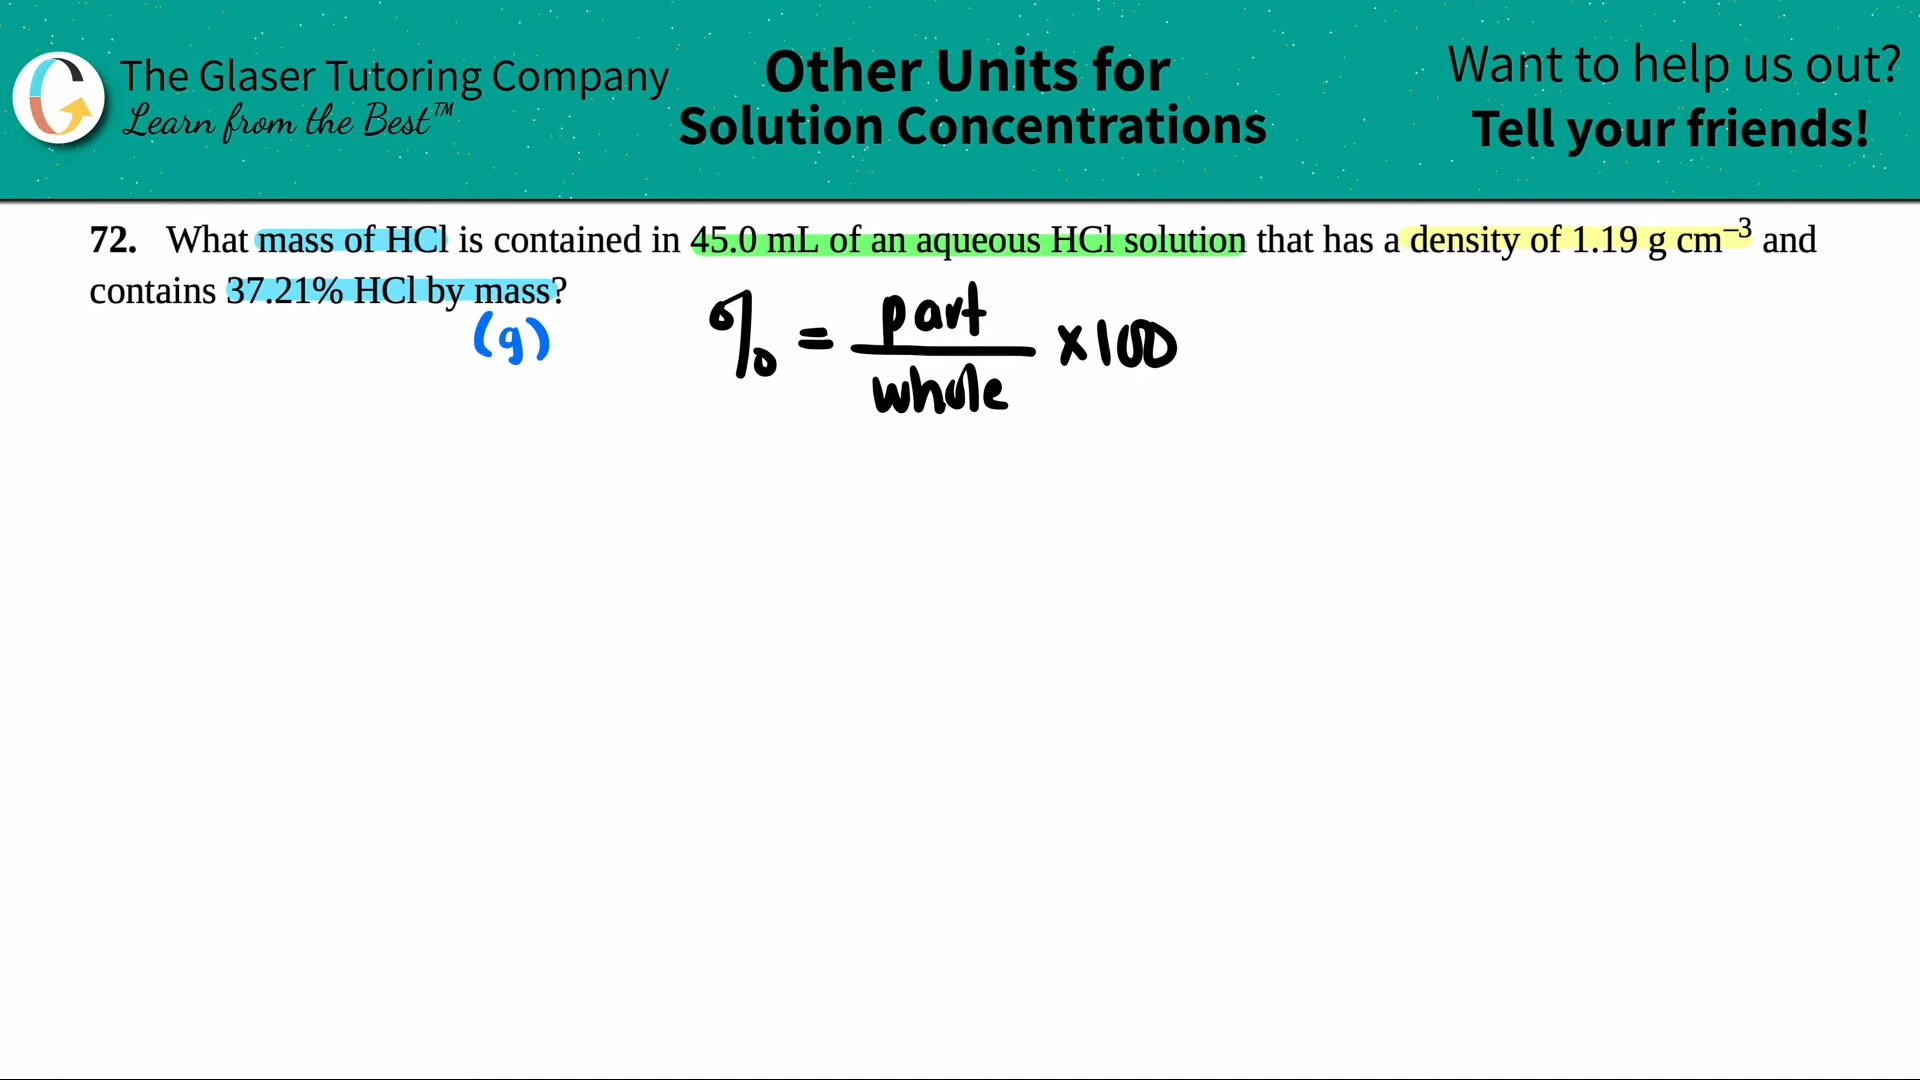 The Glaser Tutoring Company
Learn from the Best™
Other Units for
Solution Concentrations
Want to help us out?
Tell your friends!
72. What mass of HCl is contained in 45.0 mL of an aqueous HCl solution that has a density of 1.19 g cm⁻³ and
contains 37.21% HCl by mass?
(g)
% = part / whole × 100